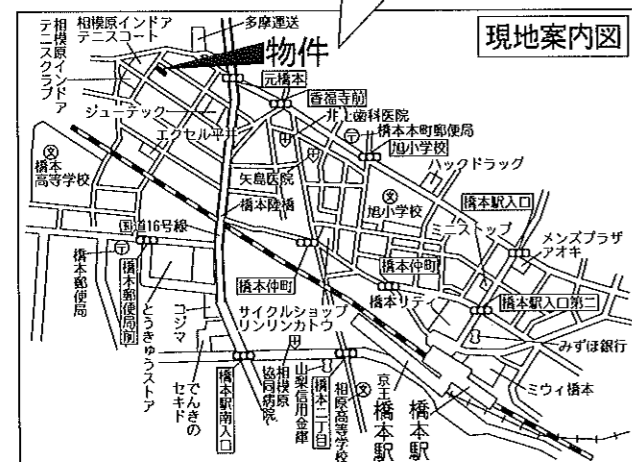 現地案内図
相模原インドア
テニスコート
多摩運送
相模原インドア
テニスクラブ
物件
元橋本
香福寺前
ジューテック
エクセル平井
井上歯科医院
橋本本町郵便局
旭小学校
ハックドラッグ
橋本
高等学校
矢島医院
旭小学校
橋本駅入口
橋本陸橋
ミニストップ
メンズプラザ
アオキ
国道16号線
橋本郵便局
橋本郵便局前
とうきゅうストア
橋本仲町
橋本仲町
橋本リティ
橋本駅入口第二
コジマ
サイクルショップ
リンリンカトウ
みずほ銀行
でんきの
セキド
橋本駅南入口
相模原
協同病院
山梨信用金庫
橋本二丁目
相原高等学校
京王
橋本駅
橋本駅
ミウィ橋本